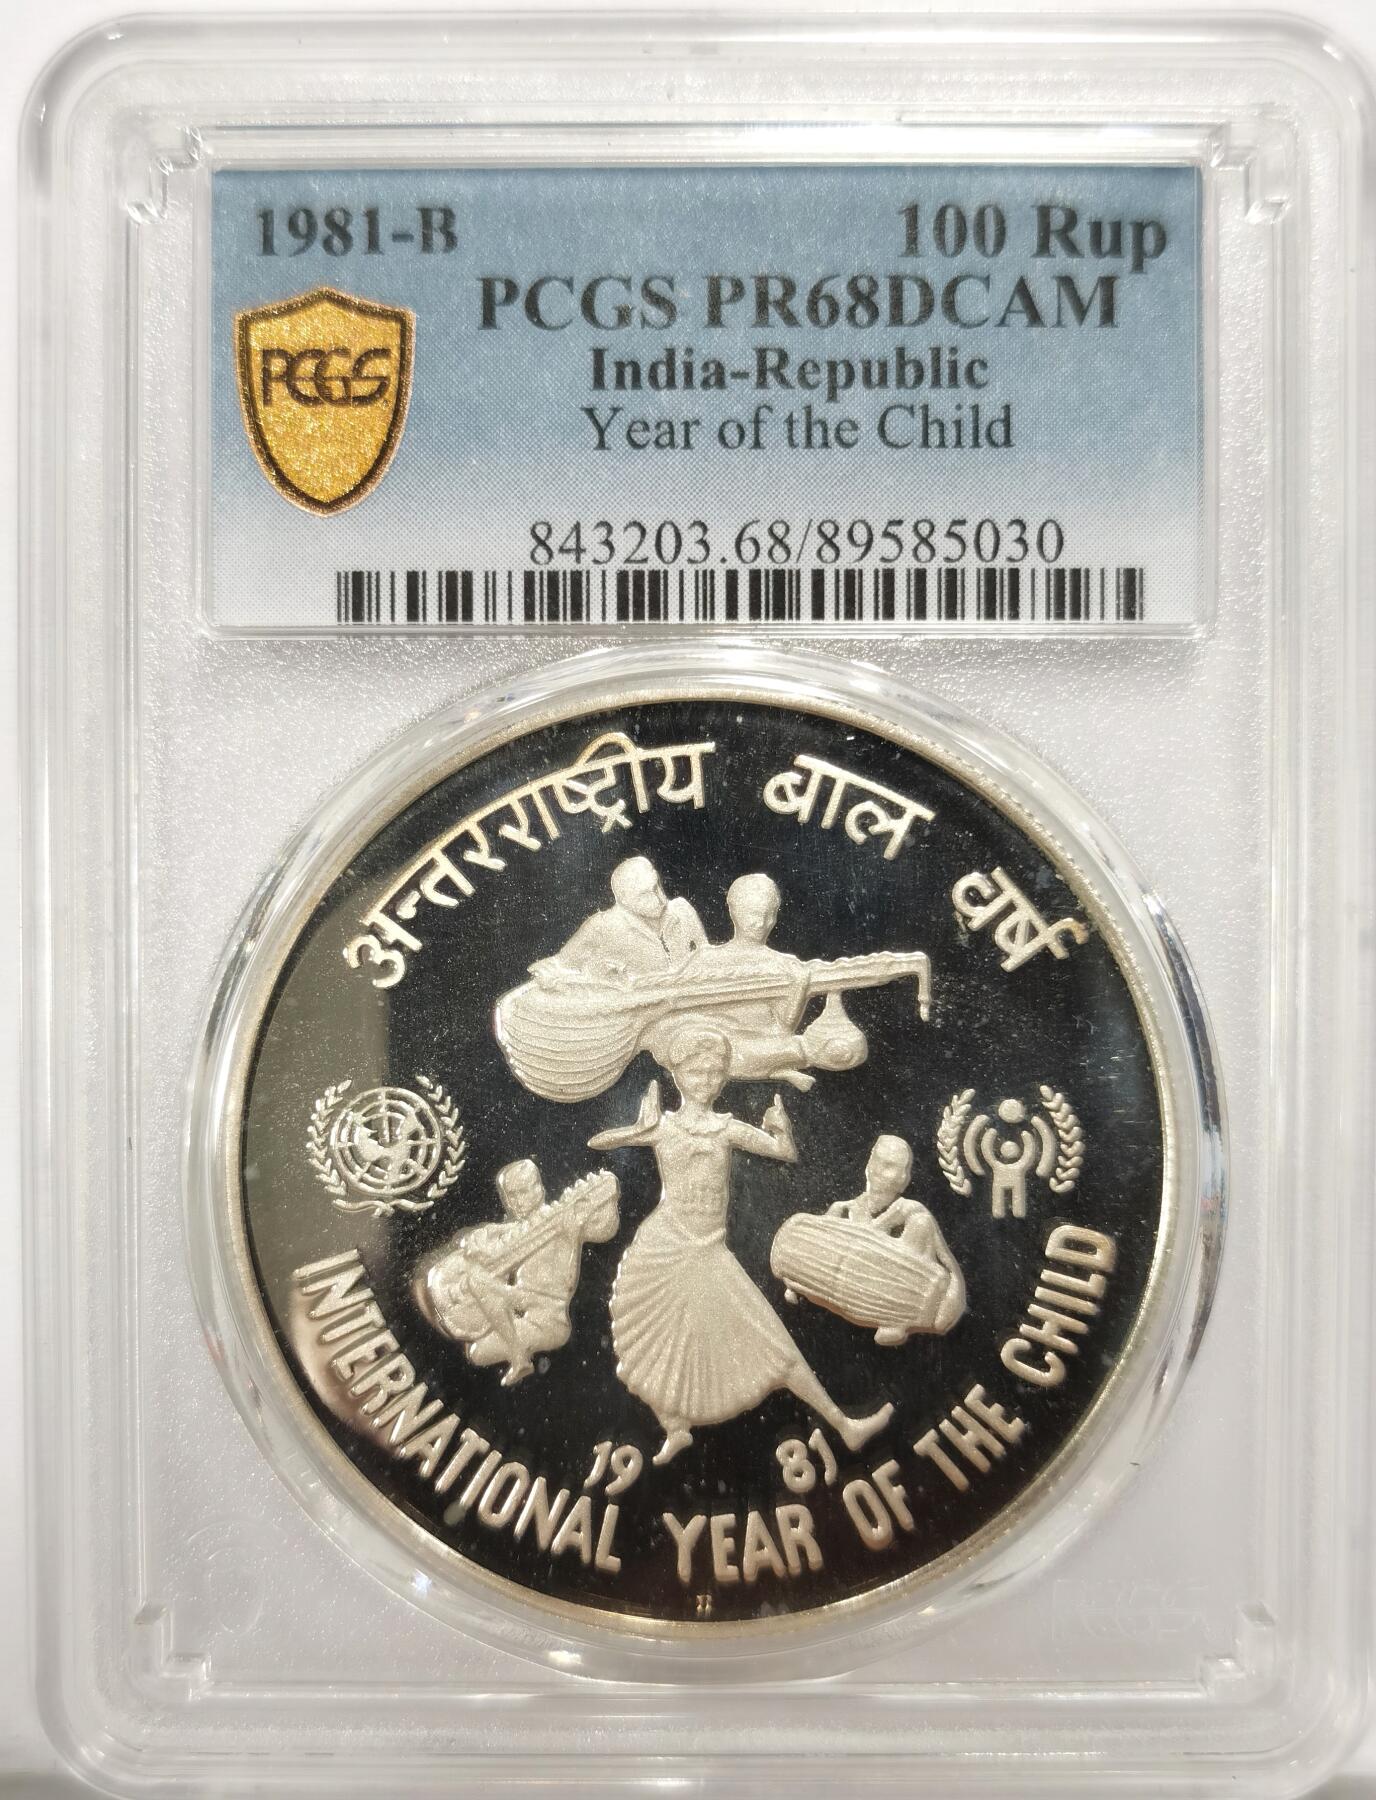 1981-B
100 Rup
PCGS PR68DCAM
India-Republic
Year of the Child
PCGS
843203.68/89585030
अन्तरराष्ट्रीय बाल वर्ष
19 81
INTERNATIONAL YEAR OF THE CHILD